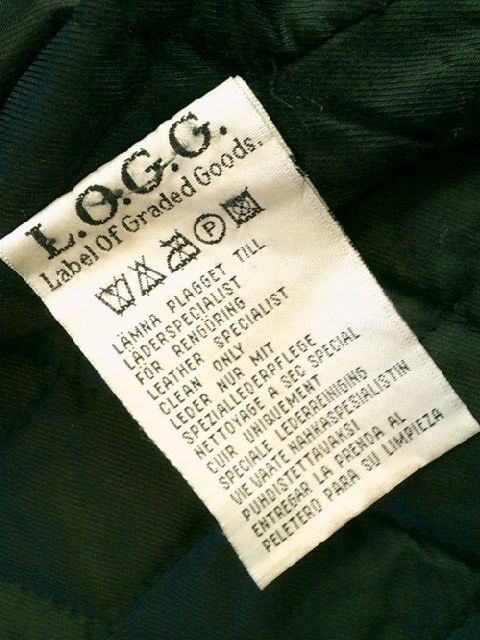 L.O.G.G.
Label Of Graded Goods.
P
LÄMNA PLAGGET TILL
LÄDERSPECIALIST
FÖR RENGÖRING
LEATHER SPECIALIST
CLEAN ONLY
LEDER NUR MIT
SPEZIALLEDERPFLEGE
NETTOYAGE A SEC SPECIAL
CUIR UNIQUEMENT
SPECIALE LEDERREINIGING
VIE VAATE NAHKASPESIALISTIN
PUHDISTETTAVAKSI
ENTREGAR LA PRENDA AL
PELETERO PARA SU LIMPIEZA